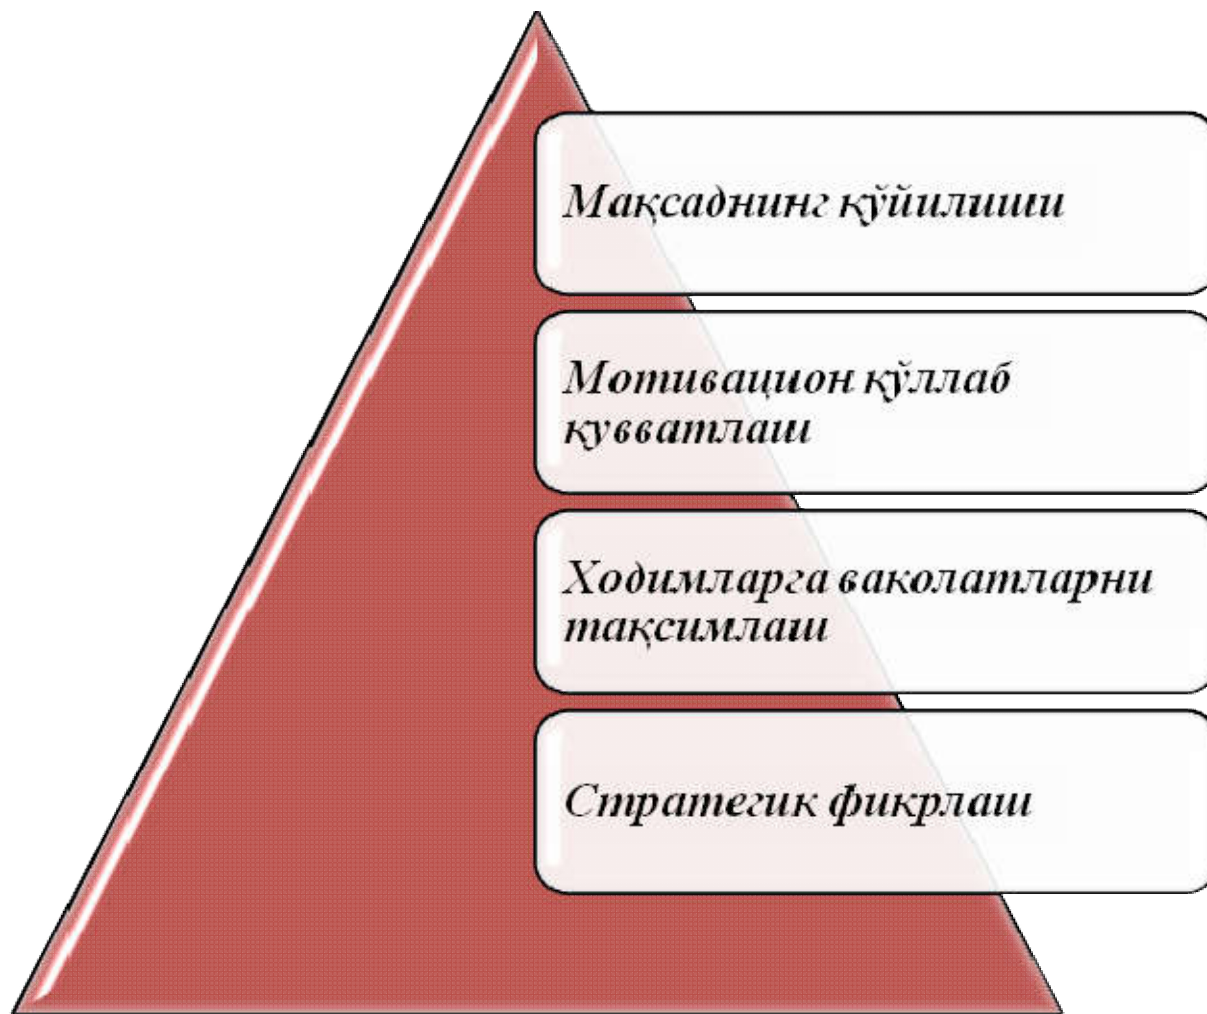 Мақсаднинг қўйилиши
Мотивацион қўллаб
қувватлаш
Ходимларга ваколатларни
тақсимлаш
Стратегик фикрлаш